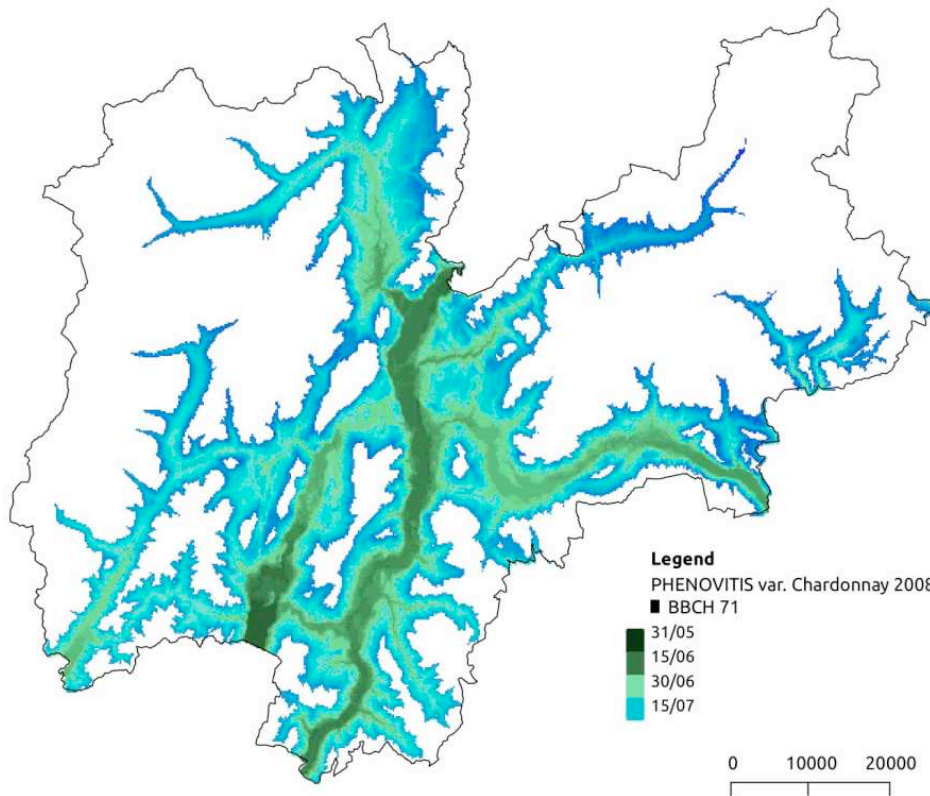 Legend
PHENOVITIS var. Chardonnay 2008
BBCH 71
31/05
15/06
30/06
15/07
0 10000 20000